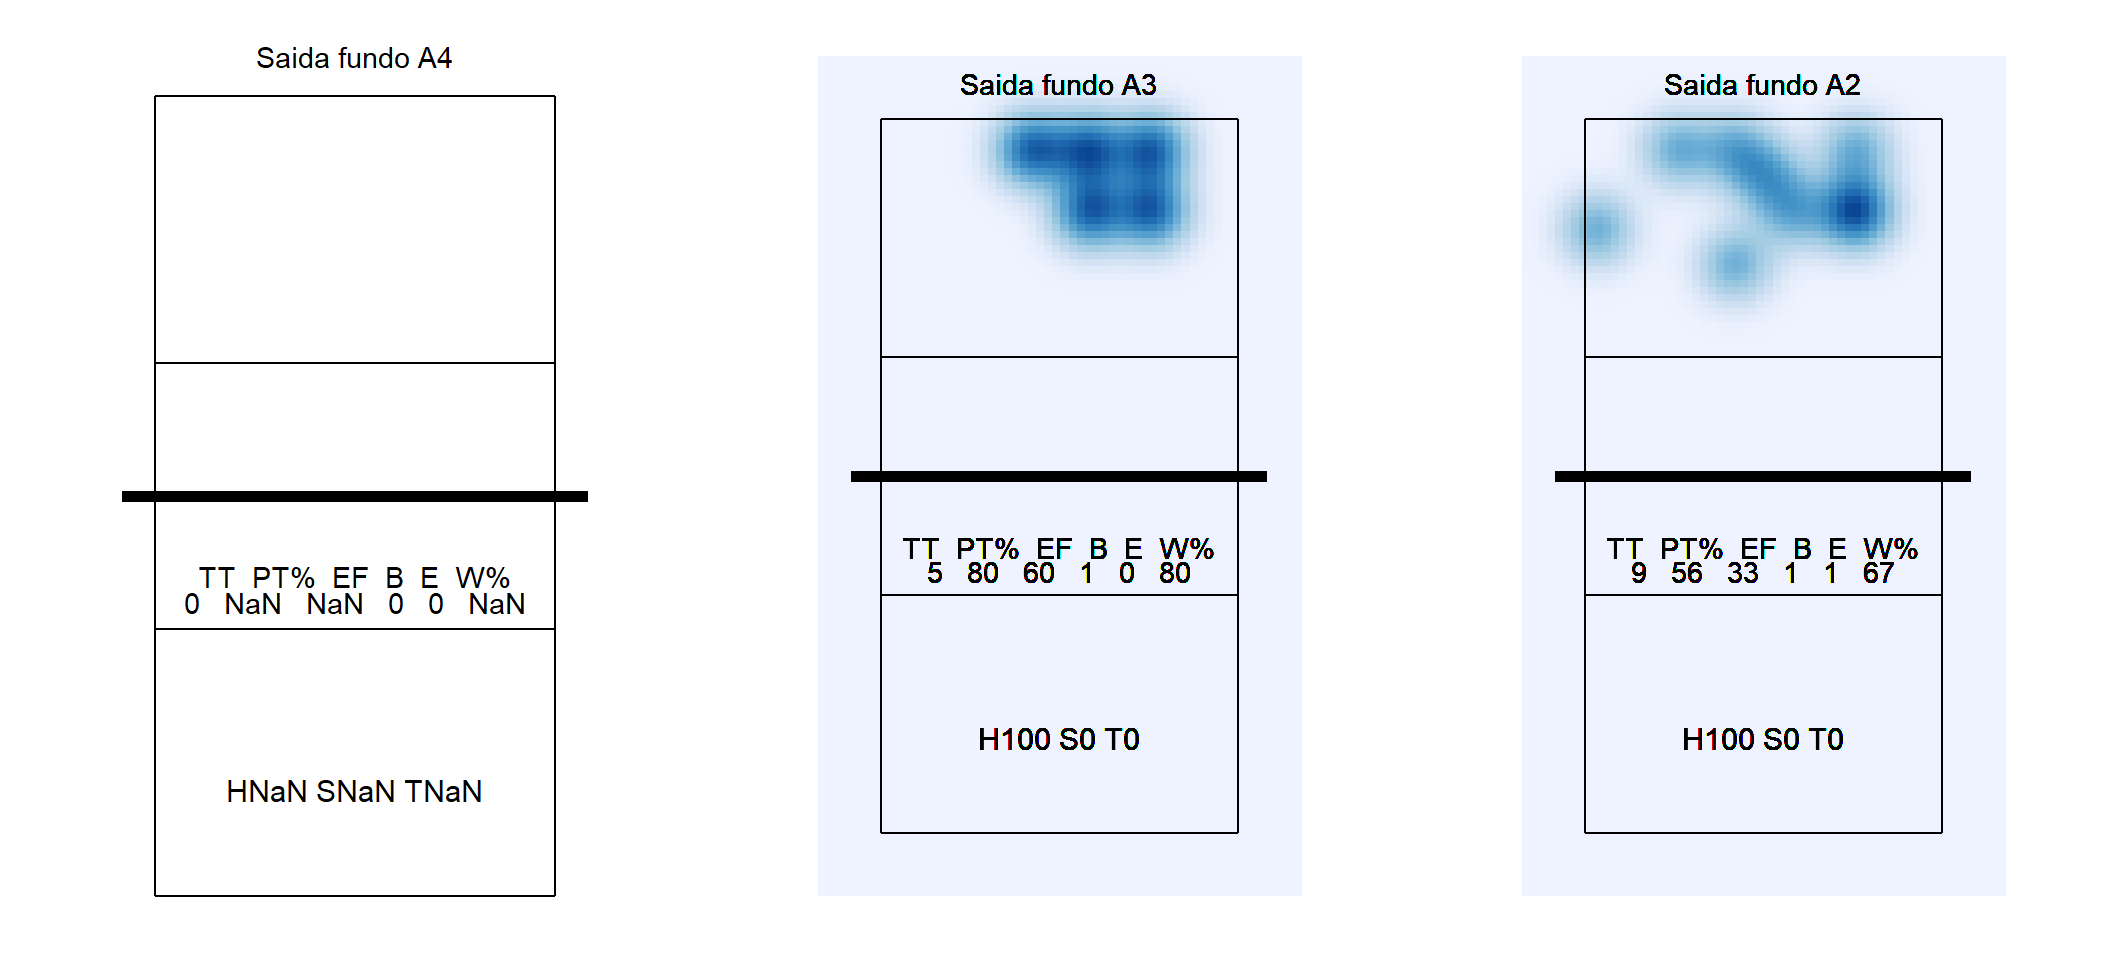 Saida fundo A4
TT PT% EF B E W%
0 NaN NaN 0 0 NaN
HNaN SNaN TNaN
Saida fundo A3
TT PT% EF B E W%
5 80 60 1 0 80
H100 S0 T0
Saida fundo A2
TT PT% EF B E W%
9 56 33 1 1 67
H100 S0 T0